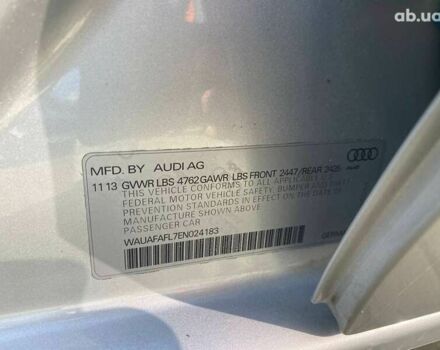 ab.ua
MFD. BY AUDI AG
11 13 GVWR LBS 4762 GAWR LBS FRONT 2447/REAR 2425
THIS VEHICLE CONFORMS TO ALL APPLICABLE U.S.
FEDERAL MOTOR VEHICLE SAFETY, BUMPER AND THEFT
PREVENTION STANDARDS IN EFFECT ON THE DATE OF
MANUFACTURE SHOWN ABOVE
PASSENGER CAR
WAUAFAFL7EN024183
Audi